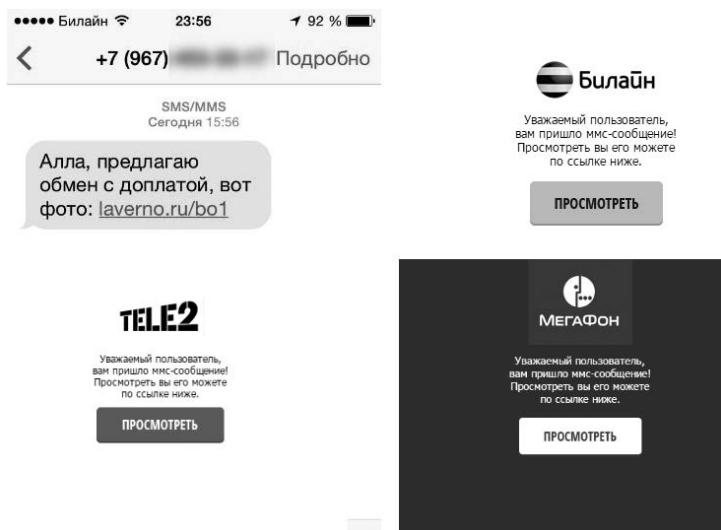 Билайн 23:56 92 %
+7 (967) Подробно
SMS/MMS
Сегодня 15:56
Алла, предлагаю
обмен с доплатой, вот
фото: laverno.ru/bo1
Билайн
Уважаемый пользователь,
вам пришло ммс-сообщение!
Просмотреть вы его можете
по ссылке ниже.
ПРОСМОТРЕТЬ
TELE2
Уважаемый пользователь,
вам пришло ммс-сообщение!
Просмотреть вы его можете
по ссылке ниже.
ПРОСМОТРЕТЬ
МЕГАФОН
Уважаемый пользователь,
вам пришло ммс-сообщение!
Просмотреть вы его можете
по ссылке ниже.
ПРОСМОТРЕТЬ